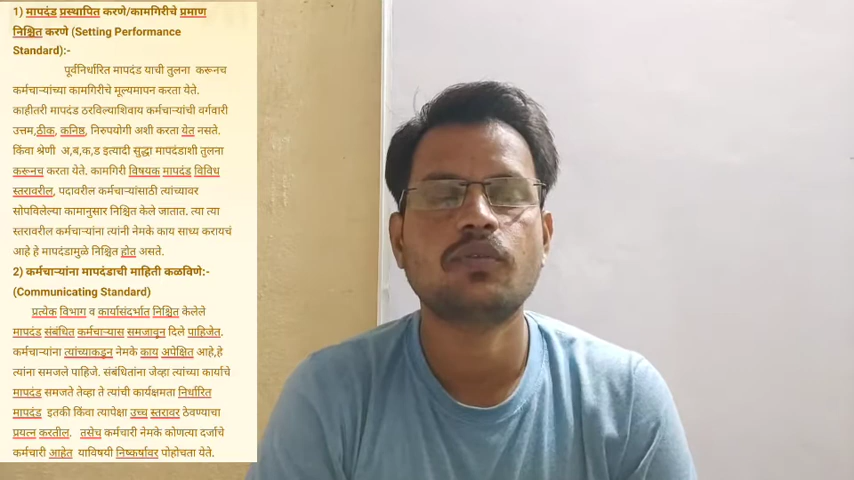 1) मापदंड प्रस्थापित करणे/कामगिरीचे प्रमाण
निश्चित करणे (Setting Performance
Standard):-
पूर्वनिर्धारित मापदंड याची तुलना करूनच
कर्मचाऱ्यांच्या कामगिरीचे मूल्यमापन करता येते.
काहीतरी मापदंड ठरविल्याशिवाय कर्मचाऱ्यांची वर्गवारी
उत्तम,ठीक, कनिष्ठ, निरुपयोगी अशी करता येत नसते.
किंवा श्रेणी अ,ब,क,ड इत्यादी सुद्धा मापदंडाशी तुलना
करूनच करता येते. कामगिरी विषयक मापदंड विविध
स्तरावरील, पदावरील कर्मचाऱ्यांसाठी त्यांच्यावर
सोपविलेल्या कामानुसार निश्चित केले जातात. त्या त्या
स्तरावरील कर्मचाऱ्यांना त्यांनी नेमके काय साध्य करायचं
आहे हे मापदंडामुळे निश्चित होत असते.
2) कर्मचाऱ्यांना मापदंडाची माहिती कळविणे:-
(Communicating Standard)
प्रत्येक विभाग व कार्यासंदर्भात निश्चित केलेले
मापदंड संबंधित कर्मचाऱ्यास समजावून दिले पाहिजेत.
कर्मचाऱ्यांना त्यांच्याकडून नेमके काय अपेक्षित आहे,हे
त्यांना समजले पाहिजे. संबंधितांना जेव्हा त्यांच्या कार्याचे
मापदंड समजते तेव्हा ते त्यांची कार्यक्षमता निर्धारित
मापदंड इतकी किंवा त्यापेक्षा उच्च स्तरावर ठेवण्याचा
प्रयत्न करतील. तसेच कर्मचारी नेमके कोणत्या दर्जाचे
कर्मचारी आहेत याविषयी निष्कर्षावर पोहोचता येते.